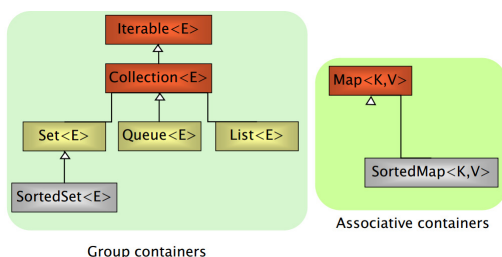 Iterable<E>
Collection<E>
Set<E>
Queue<E>
List<E>
SortedSet<E>
Group containers
Map<K,V>
SortedMap<K,V>
Associative containers